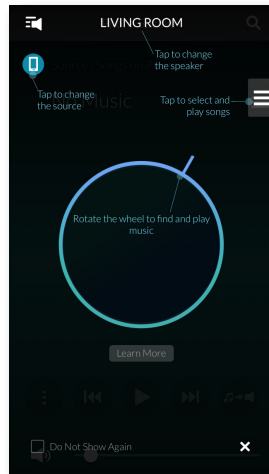 LIVING ROOM
Tap to change
the speaker
Tap to change
the source
Music
Tap to select and
play songs
Rotate the wheel to find and play
music
Learn More
Do Not Show Again